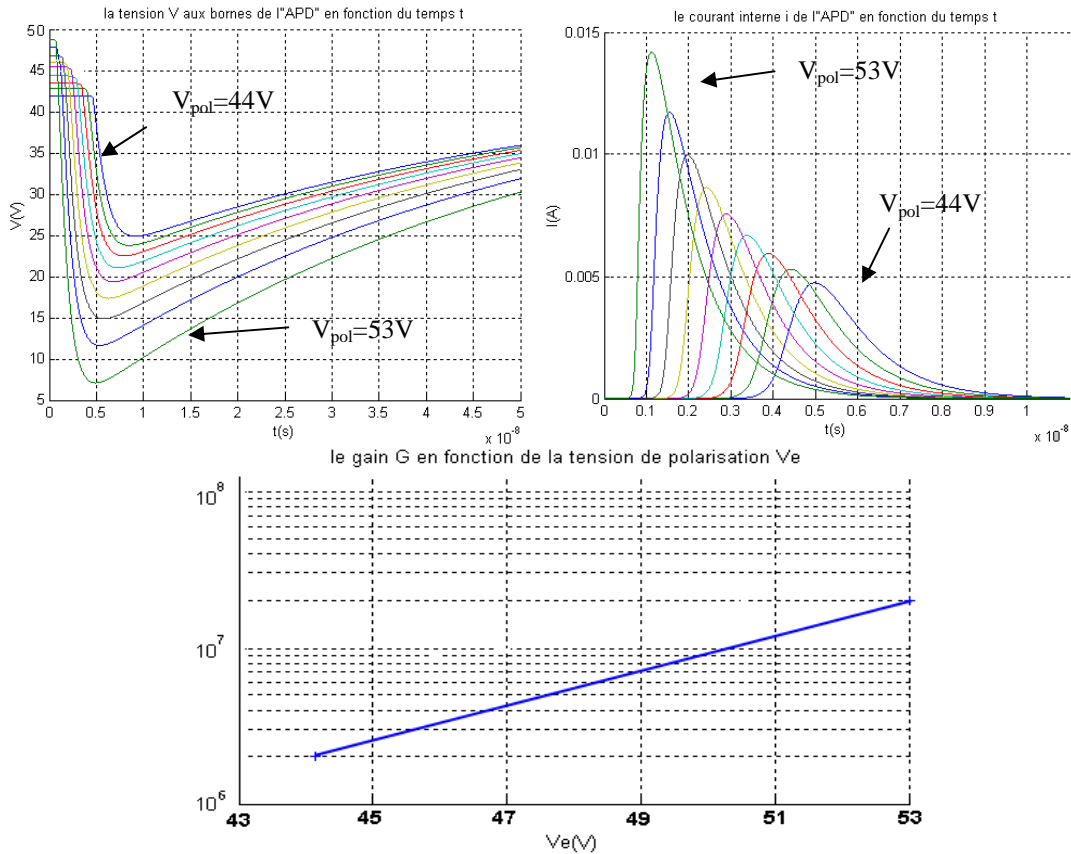 la tension V aux bornes de l"APD" en fonction du temps t
V(V)
50
45
40
35
30
25
20
15
10
5
V_pol=44V
V_pol=53V
0 0.5 1 1.5 2 2.5 3 3.5 4 4.5 5
t(s)
x 10^-8
le courant interne i de l"APD" en fonction du temps t
I(A)
0.015
0.01
0.005
0
V_pol=53V
V_pol=44V
0 0.1 0.2 0.3 0.4 0.5 0.6 0.7 0.8 0.9 1
t(s)
x 10^-8
le gain G en fonction de la tension de polarisation Ve
10^8
10^7
10^6
43 45 47 49 51 53
Ve(V)